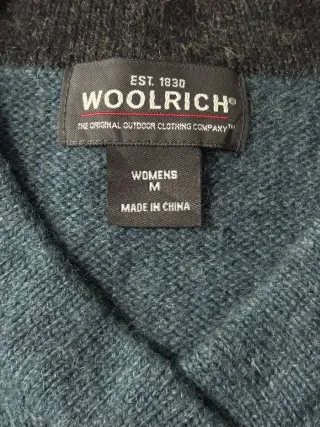 EST. 1830
WOOLRICH®
THE ORIGINAL OUTDOOR CLOTHING COMPANY™
WOMENS
M
MADE IN CHINA